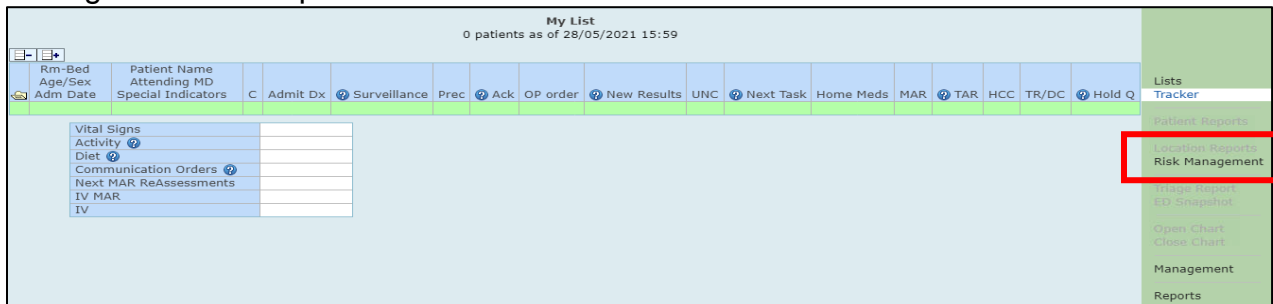 My List
0 patients as of 28/05/2021 15:59
Rm-Bed Patient Name
Age/Sex Attending MD
Adm Date Special Indicators C Admit Dx Surveillance Prec Ack OP order New Results UNC Next Task Home Meds MAR TAR HCC TR/DC Hold Q
Vital Signs
Activity
Diet
Communication Orders
Next MAR ReAssessments
IV MAR
IV
Lists
Tracker
Patient Reports
Location Reports
Risk Management
Triage Report
ED Snapshot
Open Chart
Close Chart
Management
Reports